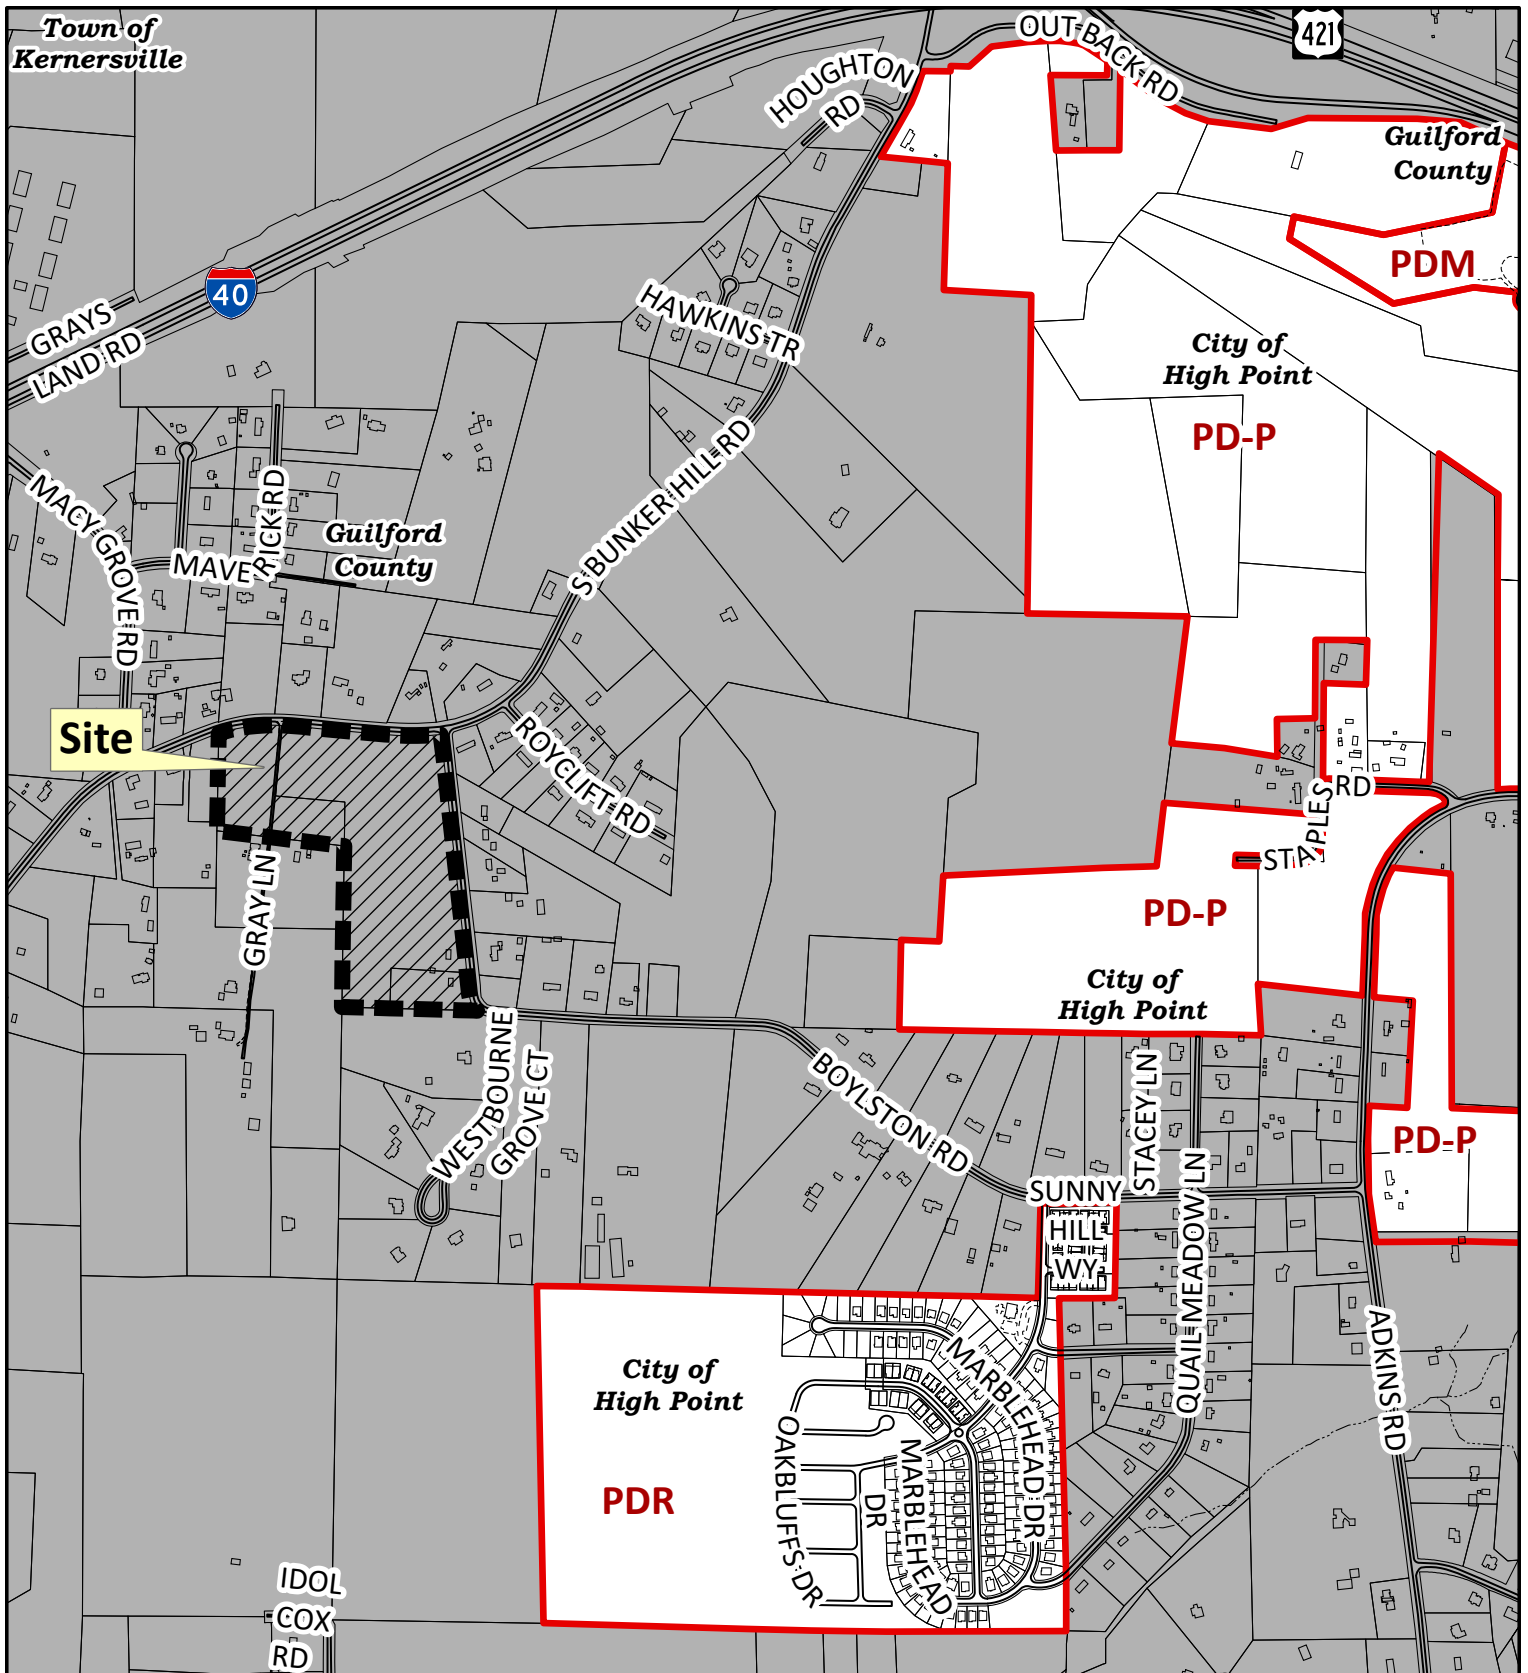 Town of
Kernersville
OUT BACK RD
421
HOUGHTON
RD
Guilford
County
PDM
40
GRAYS
LAND RD
HAWKINS TR
City of
High Point
PD-P
S BUNKER HILL RD
MACY GROVE RD
MAVERICK RD
Guilford
County
Site
ROYCLIFT RD
STAPLES RD
GRAY LN
PD-P
City of
High Point
WESTBOURNE
GROVE CT
BOYLSTON RD
STACEY LN
PD-P
SUNNY
HILL
WY
QUAIL MEADOW LN
ADKINS RD
City of
High Point
PDR
MARBLEHEAD DR
OAKBLUFFS DR
MARBLEHEAD
DR
IDOL
COX
RD